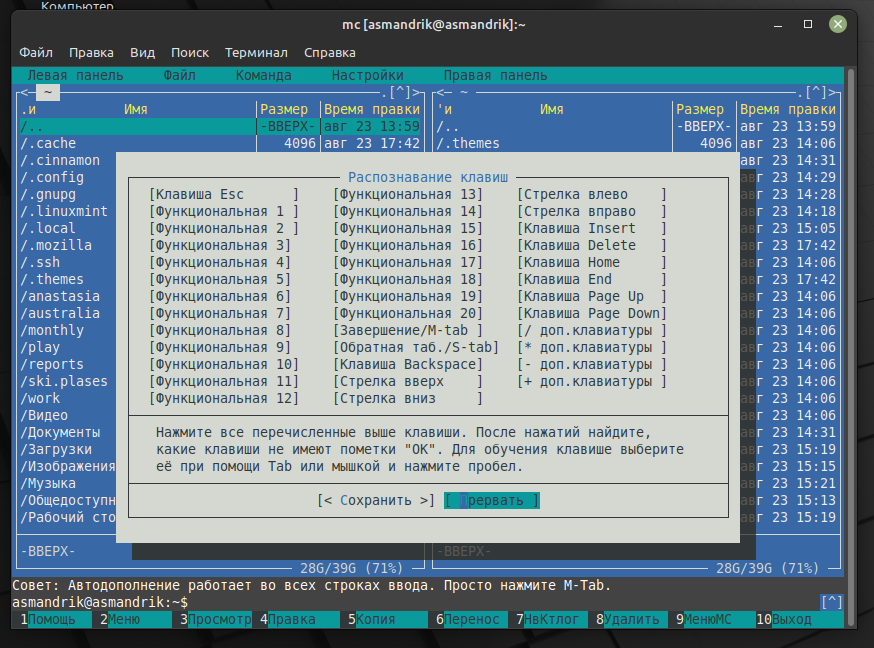 Компьютер
mc [asmandrik@asmandrik]:~
Файл Правка Вид Поиск Терминал Справка
Левая панель Файл Команда Настройки Правая панель
<─ ~ ─.[^]> <─ ~ ─.[^]>
.и Имя Размер Время правки 'и Имя Размер Время правки
/.. -ВВЕРХ- авг 23 13:59 /.. -ВВЕРХ- авг 23 13:59
/.cache 4096 авг 23 17:42 /.themes 4096 авг 23 14:06
/.cinnamon авг 23 14:31
Распознавание клавиш
/.config авг 23 14:29
/.gnupg [Клавиша Esc ] [Функциональная 13] [Стрелка влево ] авг 23 14:28
/.linuxmint [Функциональная 1 ] [Функциональная 14] [Стрелка вправо ] авг 23 14:18
/.local [Функциональная 2 ] [Функциональная 15] [Клавиша Insert ] авг 23 15:05
/.mozilla [Функциональная 3] [Функциональная 16] [Клавиша Delete ] авг 23 17:42
/.ssh [Функциональная 4] [Функциональная 17] [Клавиша Home ] авг 23 14:06
/.themes [Функциональная 5] [Функциональная 18] [Клавиша End ] авг 23 17:42
/anastasia [Функциональная 6] [Функциональная 19] [Клавиша Page Up ] авг 23 14:06
/australia [Функциональная 7] [Функциональная 20] [Клавиша Page Down] авг 23 14:06
/monthly [Функциональная 8] [Завершение/M-tab ] [/ доп.клавиатуры ] авг 23 14:06
/play [Функциональная 9] [Обратная таб./S-tab] [* доп.клавиатуры ] авг 23 14:06
/reports [Функциональная 10] [Клавиша Backspace] [- доп.клавиатуры ] авг 23 14:06
/ski.plases [Функциональная 11] [Стрелка вверх ] [+ доп.клавиатуры ] авг 23 14:06
/work [Функциональная 12] [Стрелка вниз ] авг 23 14:06
/Видео авг 23 14:06
/Документы Нажмите все перечисленные выше клавиши. После нажатий найдите, авг 23 14:31
/Загрузки какие клавиши не имеют пометки "OK". Для обучения клавише выберите авг 23 15:19
/Изображения её при помощи Tab или мышкой и нажмите пробел. авг 23 15:15
/Музыка авг 23 15:21
/Общедоступн [< Сохранить >] [ Прервать ] авг 23 15:13
/Рабочий сто авг 23 15:19
-ВВЕРХ- -ВВЕРХ-
28G/39G (71%) 28G/39G (71%)
Совет: Автодополнение работает во всех строках ввода. Просто нажмите M-Tab.
asmandrik@asmandrik:~$ [^]
1Помощь 2Меню 3Просмотр 4Правка 5Копия 6Перенос 7НвКтлог 8Удалить 9МенюMC 10Выход